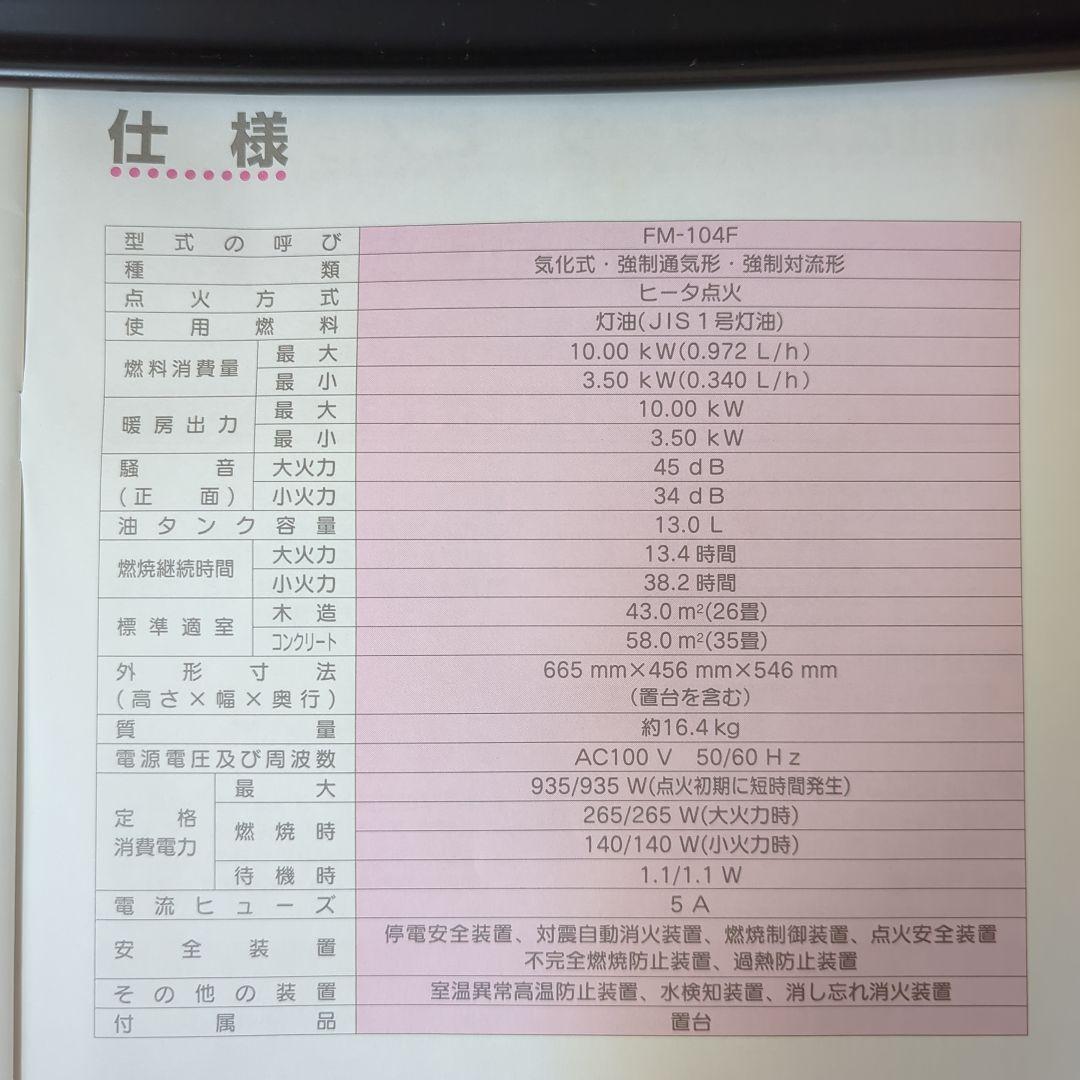 仕様
型式の呼び FM-104F
種類 気化式・強制通気形・強制対流形
点火方式 ヒータ点火
使用燃料 灯油(JIS1号灯油)
燃料消費量 最大 10.00 kW(0.972 L/h)
最小 3.50 kW(0.340 L/h)
暖房出力 最大 10.00 kW
最小 3.50 kW
騒音 大火力 45 dB
(正面) 小火力 34 dB
油タンク容量 13.0 L
燃焼継続時間 大火力 13.4 時間
小火力 38.2 時間
標準適室 木造 43.0 m²(26畳)
コンクリート 58.0 m²(35畳)
外形寸法 665 mm×456 mm×546 mm
(高さ×幅×奥行) (置台を含む)
質量 約16.4kg
電源電圧及び周波数 AC100 V 50/60 Hz
定格消費電力 最大 935/935 W(点火初期に短時間発生)
燃焼時 265/265 W(大火力時)
140/140 W(小火力時)
待機時 1.1/1.1 W
電流ヒューズ 5 A
安全装置 停電安全装置、対震自動消火装置、燃焼制御装置、点火安全装置
不完全燃焼防止装置、過熱防止装置
その他の装置 室温異常高温防止装置、水検知装置、消し忘れ消火装置
付属品 置台